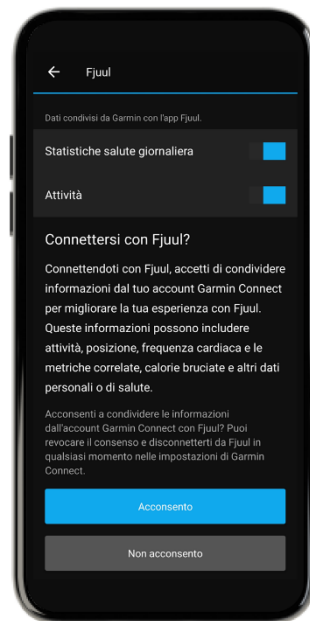 Fjuul
Dati condivisi da Garmin con l'app Fjuul.
Statistiche salute giornaliera
Attività
Connettersi con Fjuul?
Connettendoti con Fjuul, accetti di condividere
informazioni dal tuo account Garmin Connect
per migliorare la tua esperienza con Fjuul.
Queste informazioni possono includere
attività, posizione, frequenza cardiaca e le
metriche correlate, calorie bruciate e altri dati
personali o di salute.
Acconsenti a condividere le informazioni
dall'account Garmin Connect con Fjuul? Puoi
revocare il consenso e disconnetterti da Fjuul in
qualsiasi momento nelle impostazioni di Garmin
Connect.
Acconsento
Non acconsento